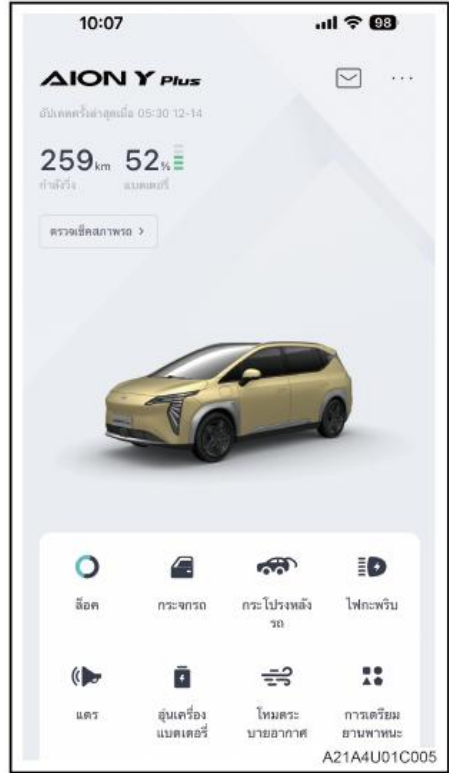 10:07 98
AION Y Plus
อัปเดตครั้งล่าสุดเมื่อ 05:30 12-14
259km 52%
กำลังวิ่ง แบตเตอรี่
ตรวจเช็คสภาพรถ >
ล็อค กระจกรถ กระโปรงหลัง ไฟกะพริบ
รถ
แตร อุ่นเครื่อง โหมดระ การเตรียม
แบตเตอรี่ บายอากาศ ยานพาหนะ
A21A4U01C005